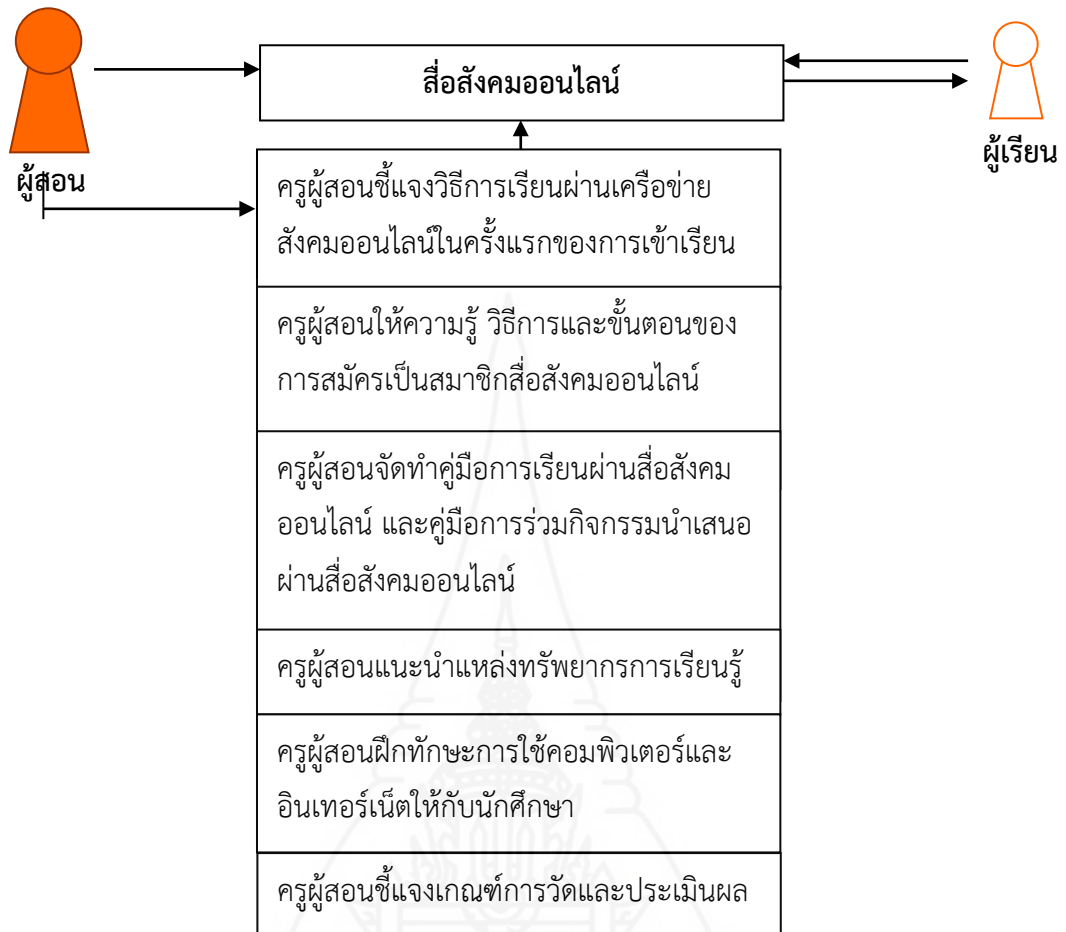 สื่อสังคมออนไลน์
ผู้สอน
ผู้เรียน
ครูผู้สอนชี้แจงวิธีการเรียนผ่านเครือข่าย
สังคมออนไลน์ในครั้งแรกของการเข้าเรียน
ครูผู้สอนให้ความรู้ วิธีการและขั้นตอนของ
การสมัครเป็นสมาชิกสื่อสังคมออนไลน์
ครูผู้สอนจัดทำคู่มือการเรียนผ่านสื่อสังคม
ออนไลน์ และคู่มือการร่วมกิจกรรมนำเสนอ
ผ่านสื่อสังคมออนไลน์
ครูผู้สอนแนะนำแหล่งทรัพยากรการเรียนรู้
ครูผู้สอนฝึกทักษะการใช้คอมพิวเตอร์และ
อินเทอร์เน็ตให้กับนักศึกษา
ครูผู้สอนชี้แจงเกณฑ์การวัดและประเมินผล